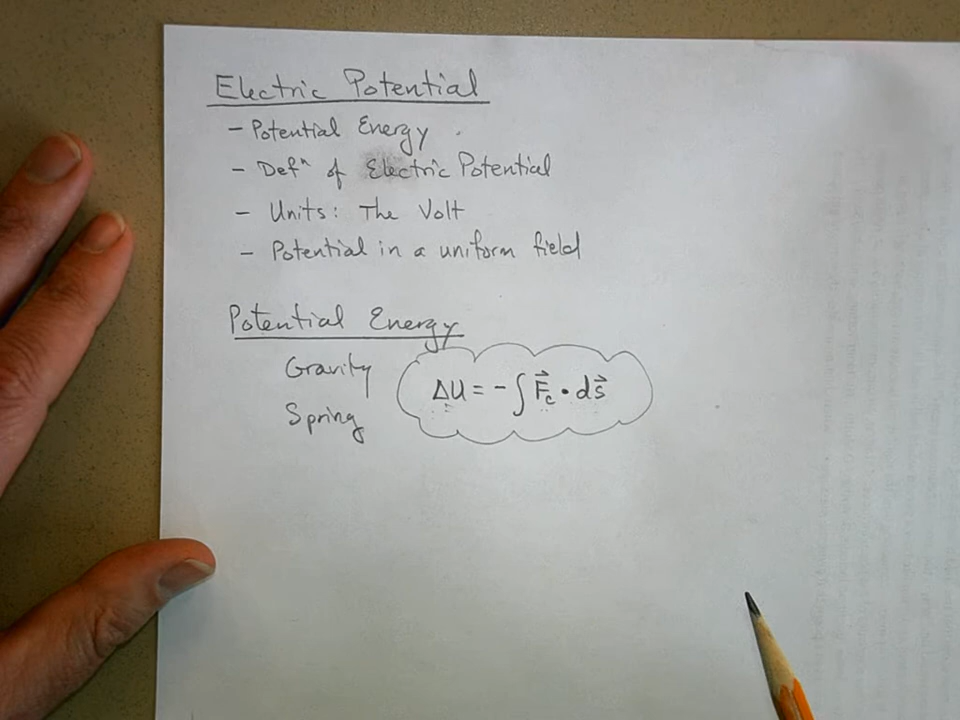 Electric Potential
- Potential Energy
- Defⁿ of Electric Potential
- Units: The Volt
- Potential in a uniform field
Potential Energy
Gravity
ΔU = - ∫ F⃗c • ds⃗
Spring